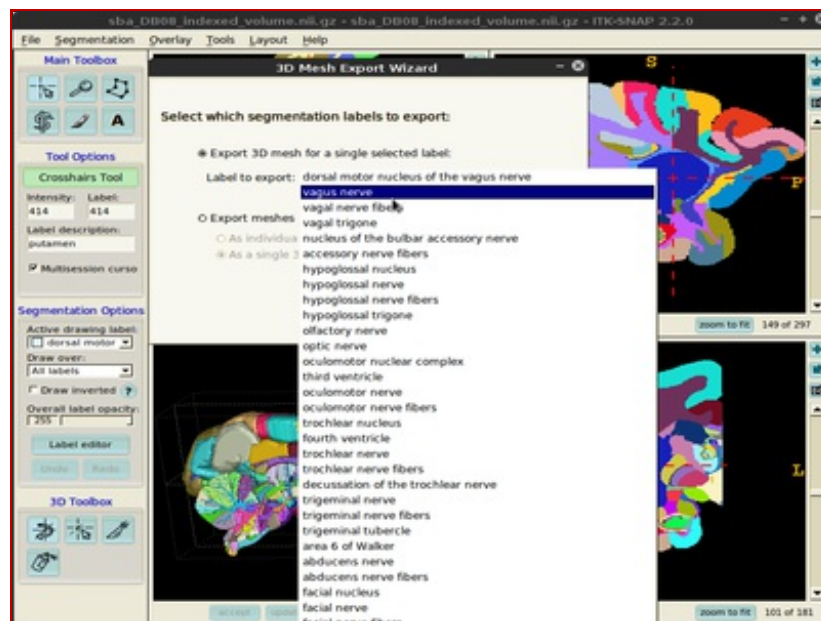 sba_DB08_indexed_volume.nii.gz - sba_DB08_indexed_volume.nii.gz - ITK-SNAP 2.2.0
File Segmentation Overlay Tools Layout Help
Main Toolbox
A
Tool Options
Crosshairs Tool
Intensity: Label:
414 414
Label description:
putamen
Multisession curso
Segmentation Options
Active drawing label:
dorsal motor
Draw over:
All labels
Draw inverted ?
Overall label opacity:
255
Label editor
Undo Redo
3D Toolbox
3D Mesh Export Wizard
Select which segmentation labels to export:
Export 3D mesh for a single selected label:
Label to export: dorsal motor nucleus of the vagus nerve
vagus nerve
vagal nerve fibers
vagal trigone
Export meshes
nucleus of the bulbar accessory nerve
As individua
accessory nerve fibers
As a single 3
hypoglossal nucleus
hypoglossal nerve
hypoglossal nerve fibers
hypoglossal trigone
olfactory nerve
optic nerve
oculomotor nuclear complex
third ventricle
oculomotor nerve
oculomotor nerve fibers
trochlear nucleus
fourth ventricle
trochlear nerve
trochlear nerve fibers
decussation of the trochlear nerve
trigeminal nerve
trigeminal nerve fibers
trigeminal tubercle
area 6 of Walker
abducens nerve
abducens nerve fibers
facial nucleus
facial nerve
facial nerve fibers
accept
S
P
zoom to fit 149 of 297
L
zoom to fit 101 of 181